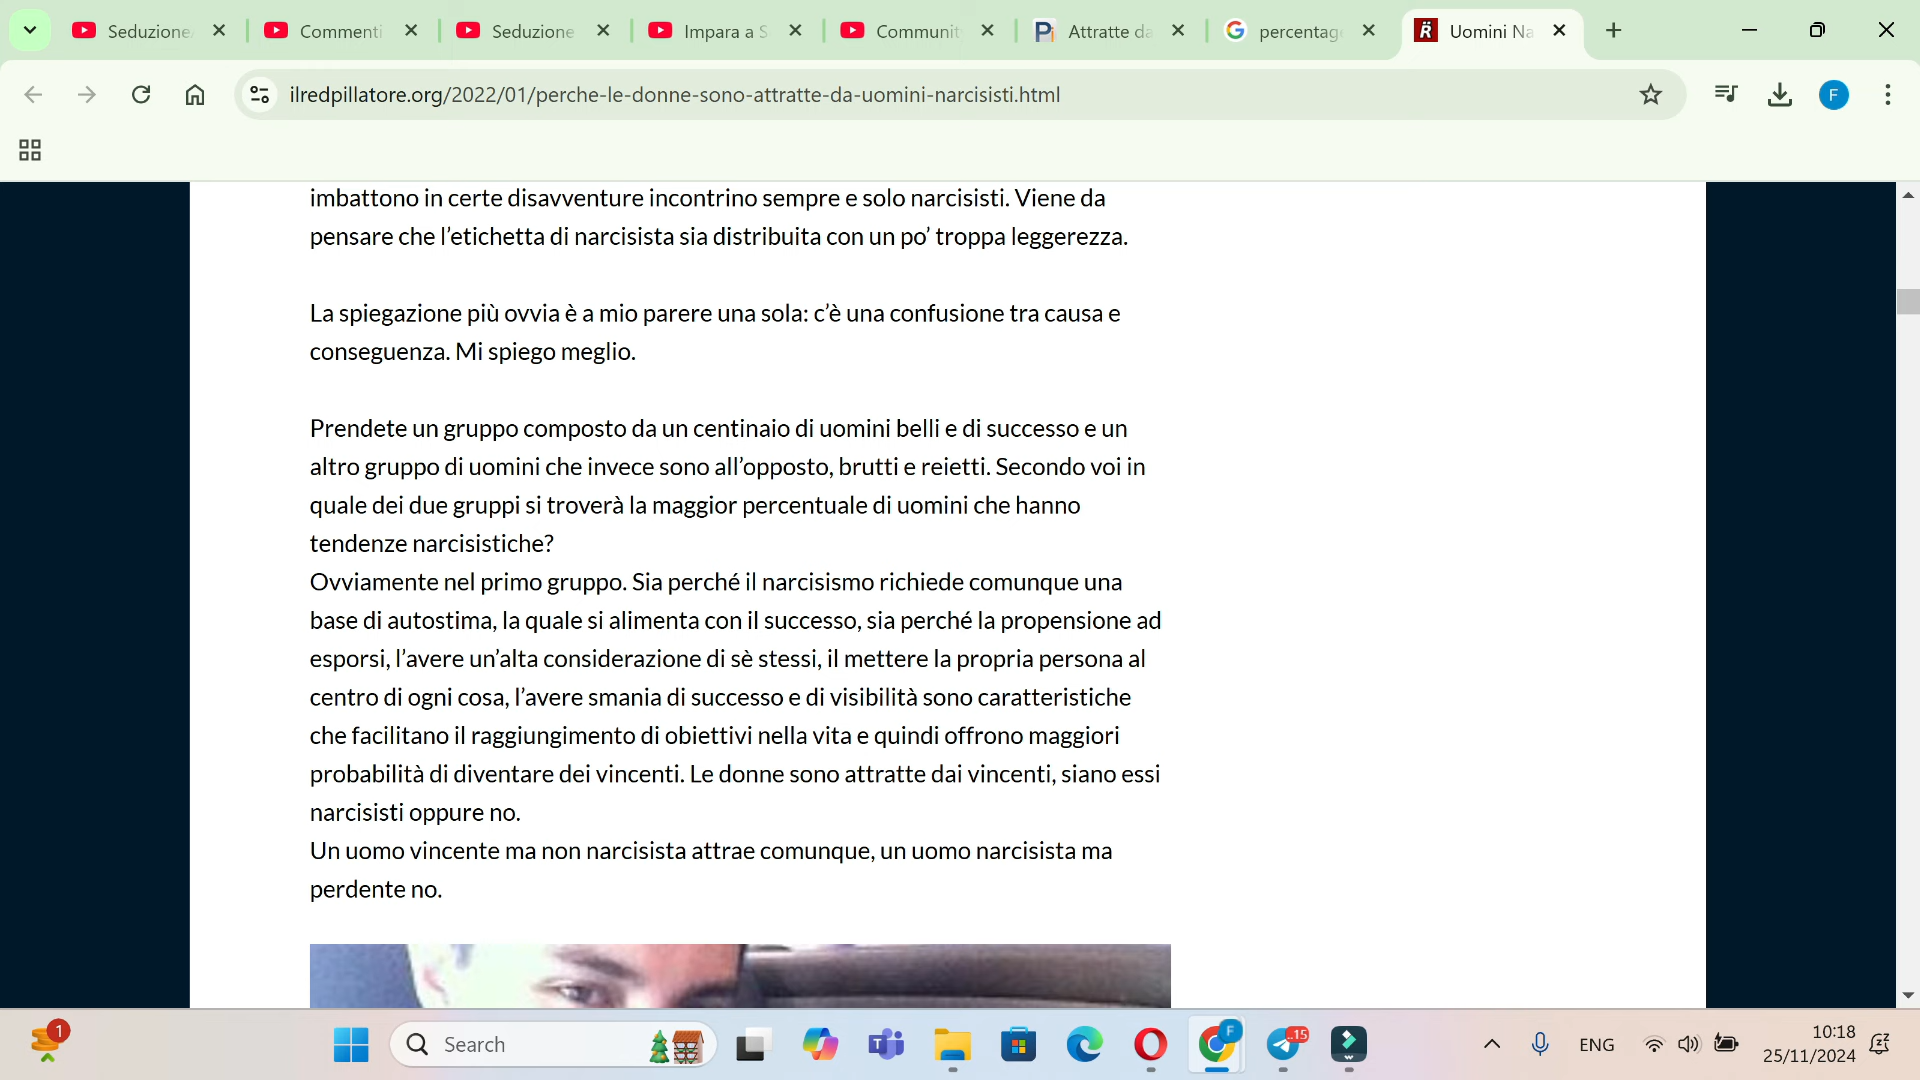 Seduzione
Commenti
Seduzione
Impara a S
Communit
Attratte da
percentag
Uomini Na
ilredpillatore.org/2022/01/perche-le-donne-sono-attratte-da-uomini-narcisisti.html
F
imbattono in certe disavventure incontrino sempre e solo narcisisti. Viene da
pensare che l’etichetta di narcisista sia distribuita con un po’ troppa leggerezza.
La spiegazione più ovvia è a mio parere una sola: c’è una confusione tra causa e
conseguenza. Mi spiego meglio.
Prendete un gruppo composto da un centinaio di uomini belli e di successo e un
altro gruppo di uomini che invece sono all’opposto, brutti e reietti. Secondo voi in
quale dei due gruppi si troverà la maggior percentuale di uomini che hanno
tendenze narcisistiche?
Ovviamente nel primo gruppo. Sia perché il narcisismo richiede comunque una
base di autostima, la quale si alimenta con il successo, sia perché la propensione ad
esporsi, l’avere un’alta considerazione di sè stessi, il mettere la propria persona al
centro di ogni cosa, l’avere smania di successo e di visibilità sono caratteristiche
che facilitano il raggiungimento di obiettivi nella vita e quindi offrono maggiori
probabilità di diventare dei vincenti. Le donne sono attratte dai vincenti, siano essi
narcisisti oppure no.
Un uomo vincente ma non narcisista attrae comunque, un uomo narcisista ma
perdente no.
1
Search
F
..15
ENG
10:18
25/11/2024